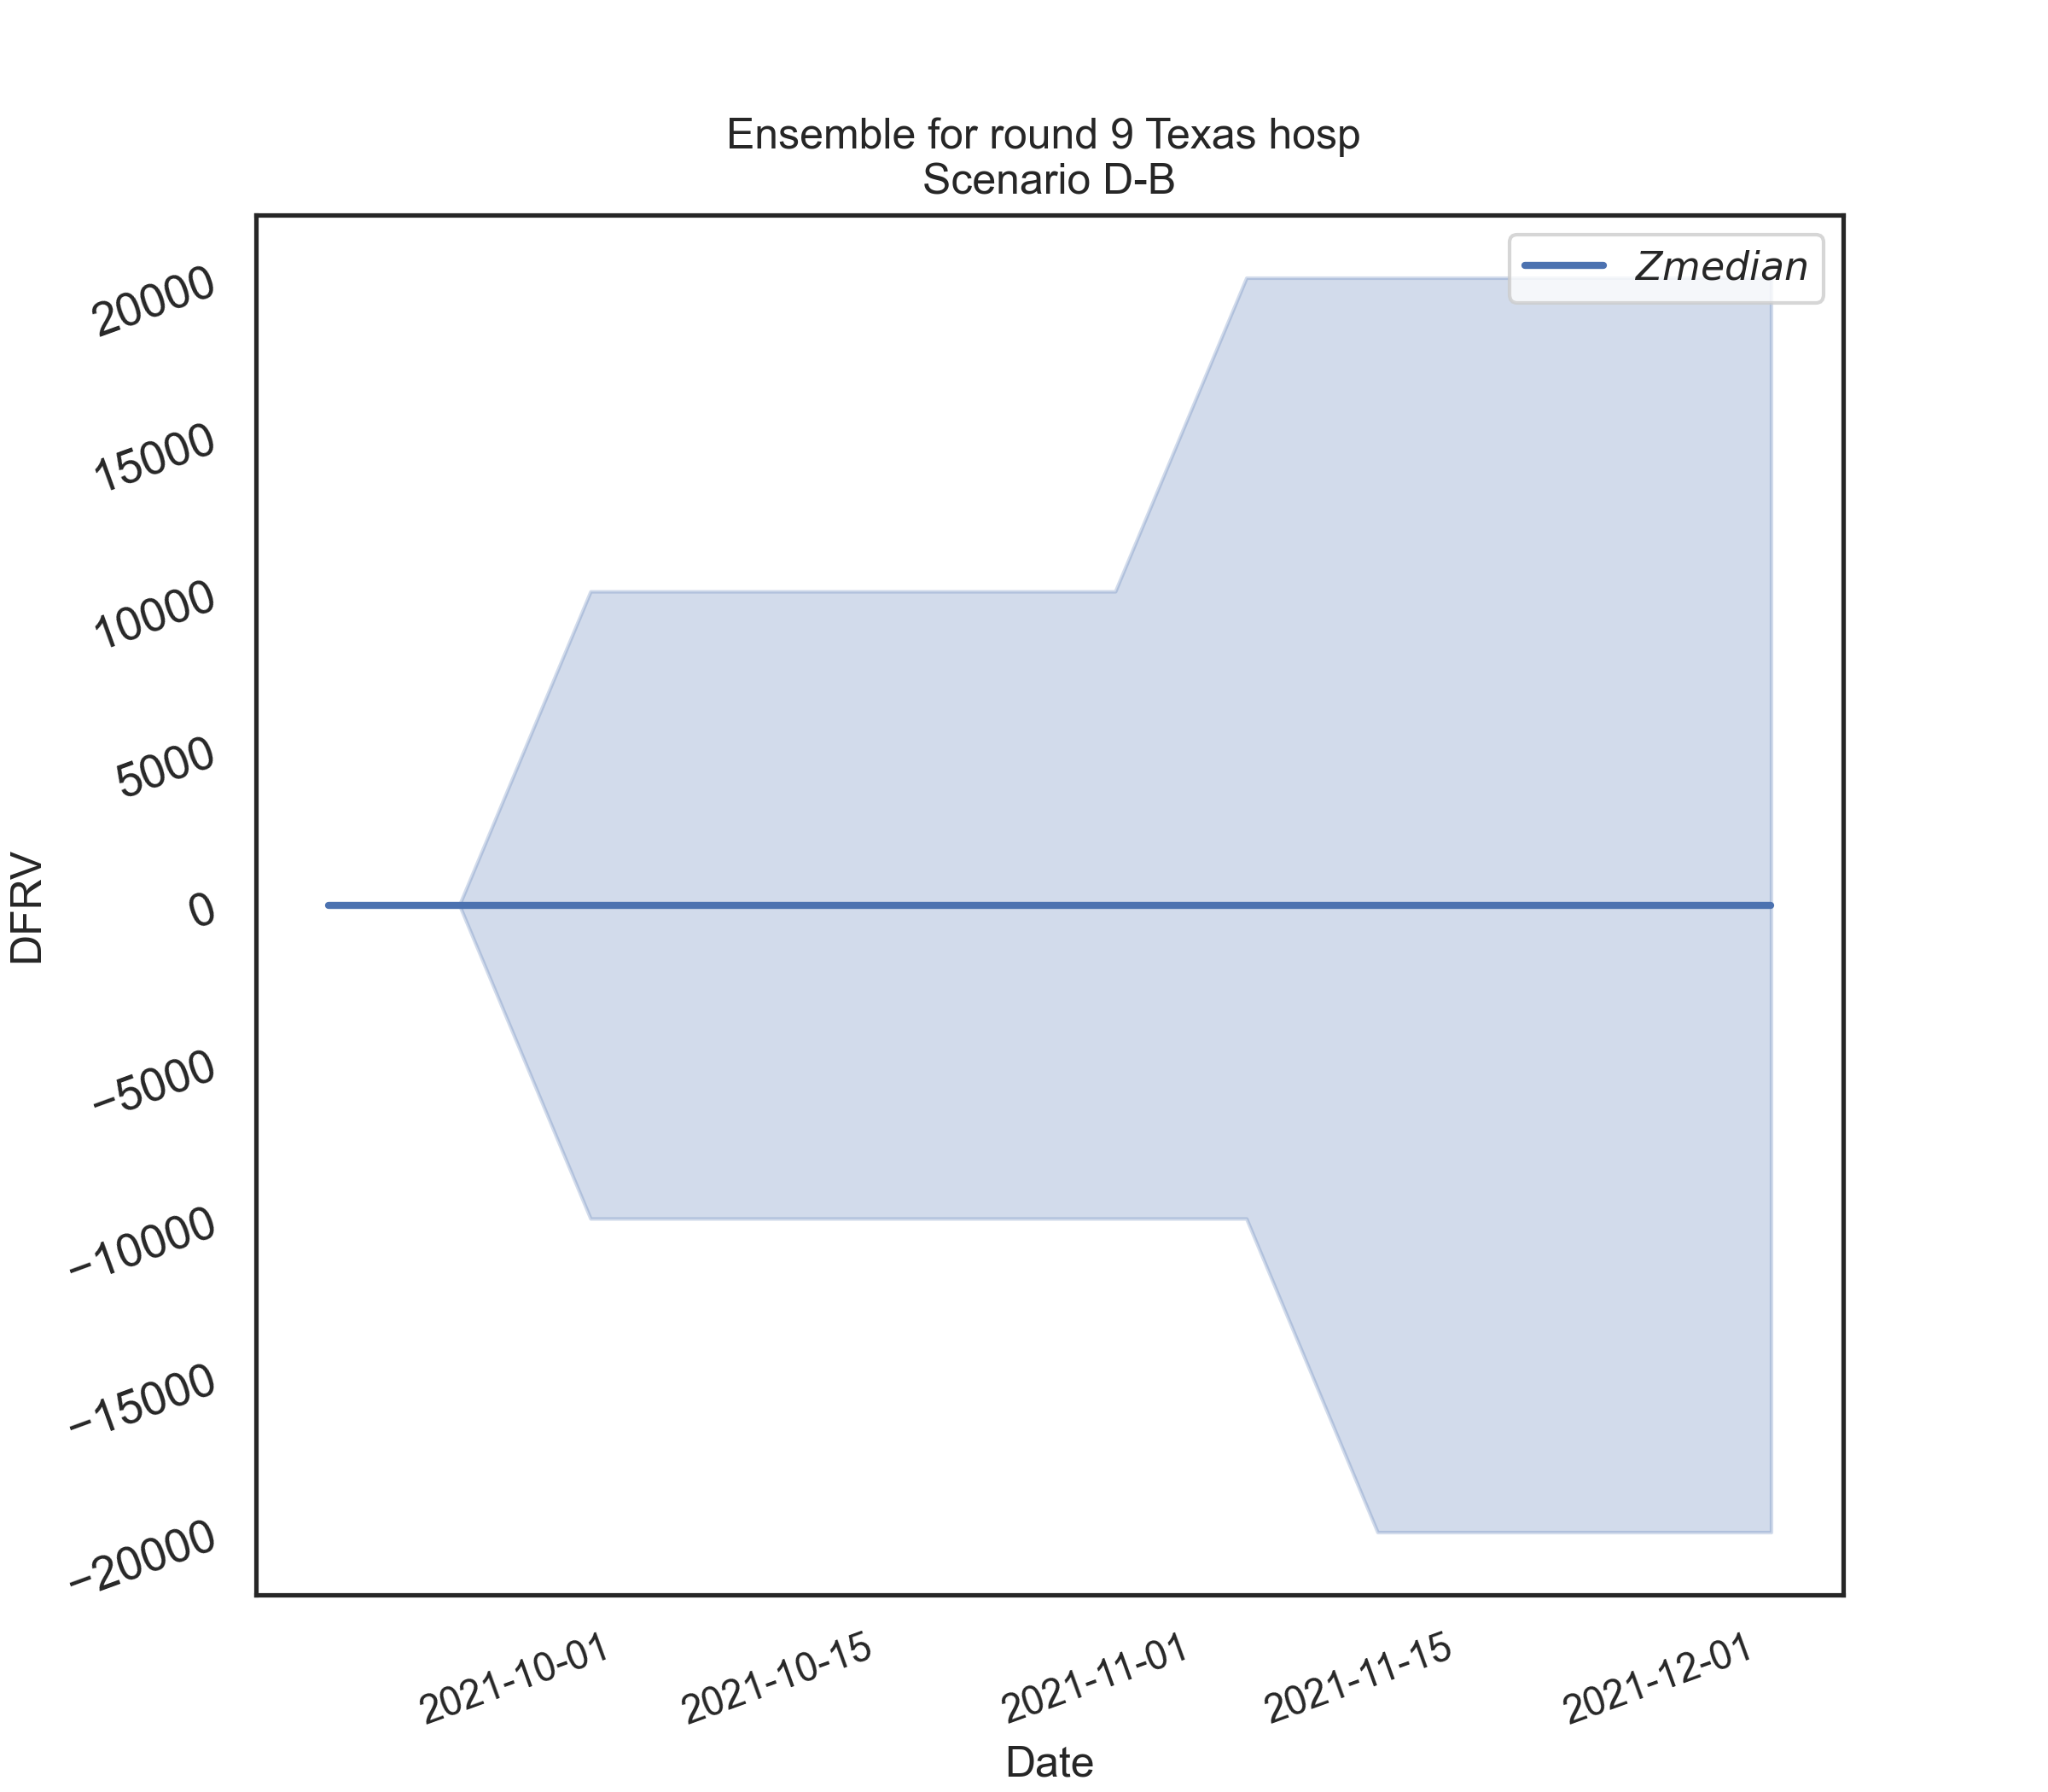 Ensemble for round 9 Texas hosp
Scenario D-B
Zmedian
20000
15000
10000
5000
0
−5000
−10000
−15000
−20000
DFRV
2021-10-01
2021-10-15
2021-11-01
2021-11-15
2021-12-01
Date